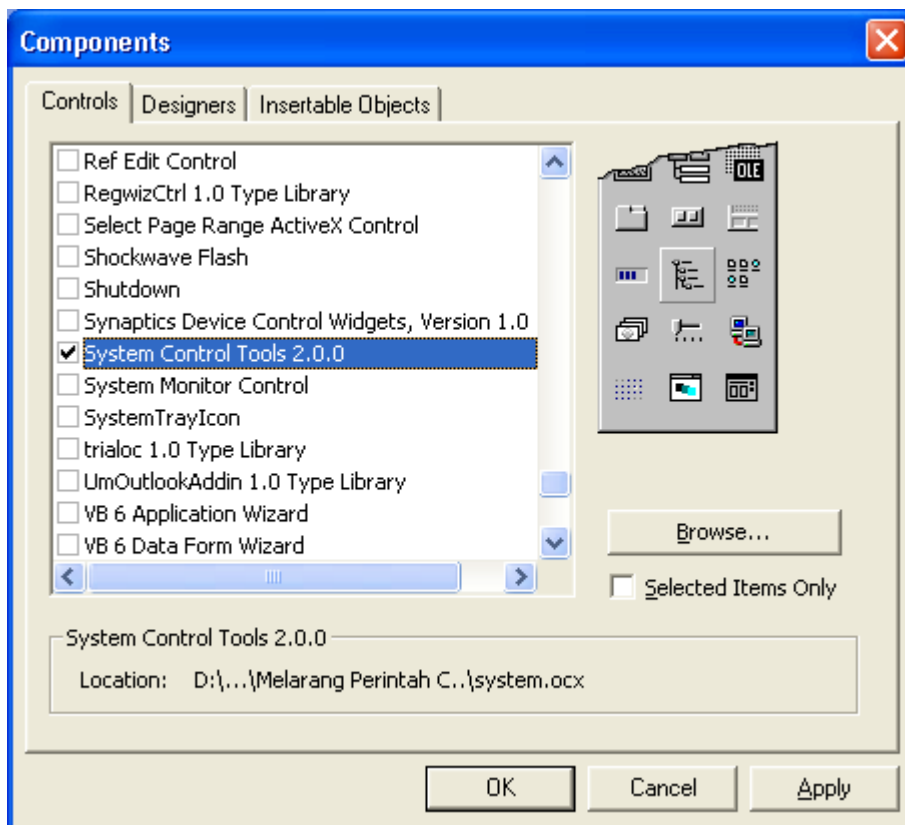 Components
Controls Designers Insertable Objects
Ref Edit Control
RegwizCtrl 1.0 Type Library
Select Page Range ActiveX Control
Shockwave Flash
Shutdown
Synaptics Device Control Widgets, Version 1.0
System Control Tools 2.0.0
System Monitor Control
SystemTrayIcon
trialoc 1.0 Type Library
UmOutlookAddin 1.0 Type Library
VB 6 Application Wizard
VB 6 Data Form Wizard
OLE
Browse...
Selected Items Only
System Control Tools 2.0.0
Location: D:\...\Melarang Perintah C..\system.ocx
OK Cancel Apply